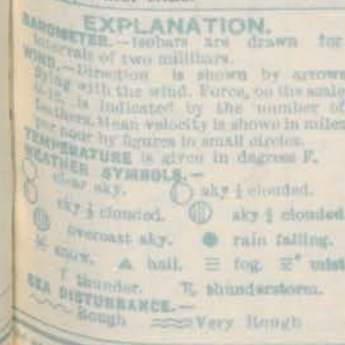 EXPLANATION.
BAROMETER.—Isobars are drawn for
intervals of two millibars.
WIND.—Direction is shown by arrows
flying with the wind. Force, on the scale
0-12 is indicated by the number of
feathers. Mean velocity is shown in miles
per hour by figures in small circles.
TEMPERATURE is given in degrees F.
WEATHER SYMBOLS.—
clear sky. sky ¼ clouded.
sky ½ clouded. sky ¾ clouded
overcast sky. rain falling.
snow. hail. fog. mist
thunder. thunderstorm.
SEA DISTURBANCE.—
Rough Very Rough